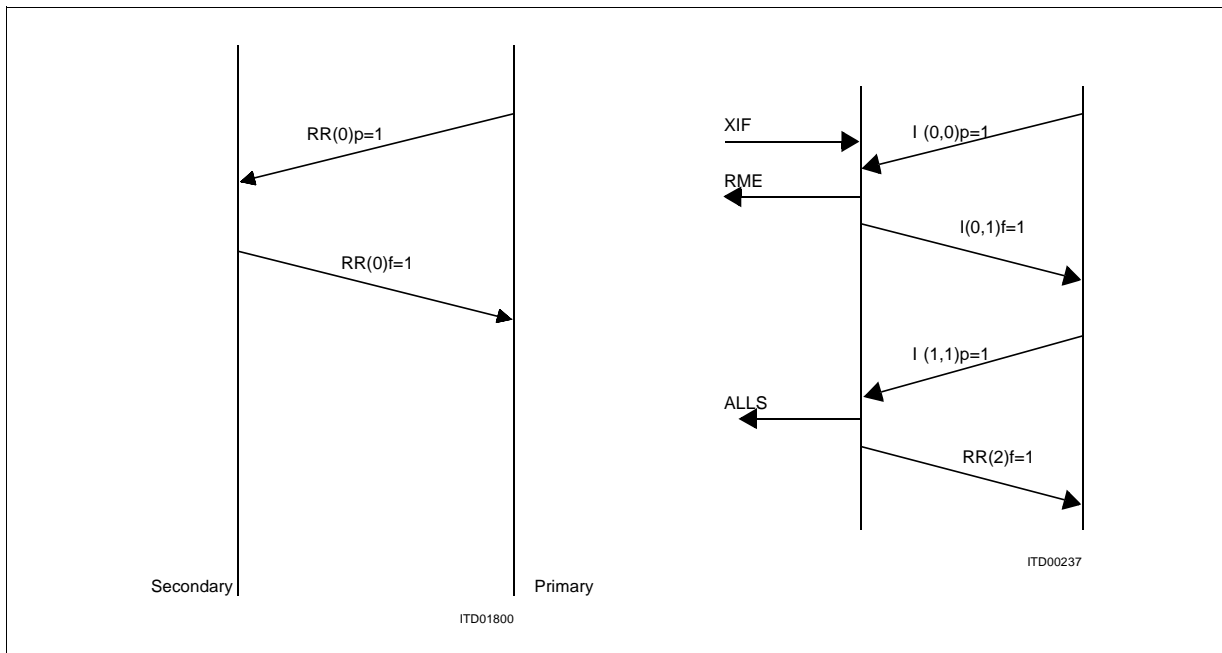 RR(0)p=1
RR(0)f=1
Secondary
Primary
ITD01800
XIF
I (0,0)p=1
RME
I(0,1)f=1
I (1,1)p=1
ALLS
RR(2)f=1
ITD00237